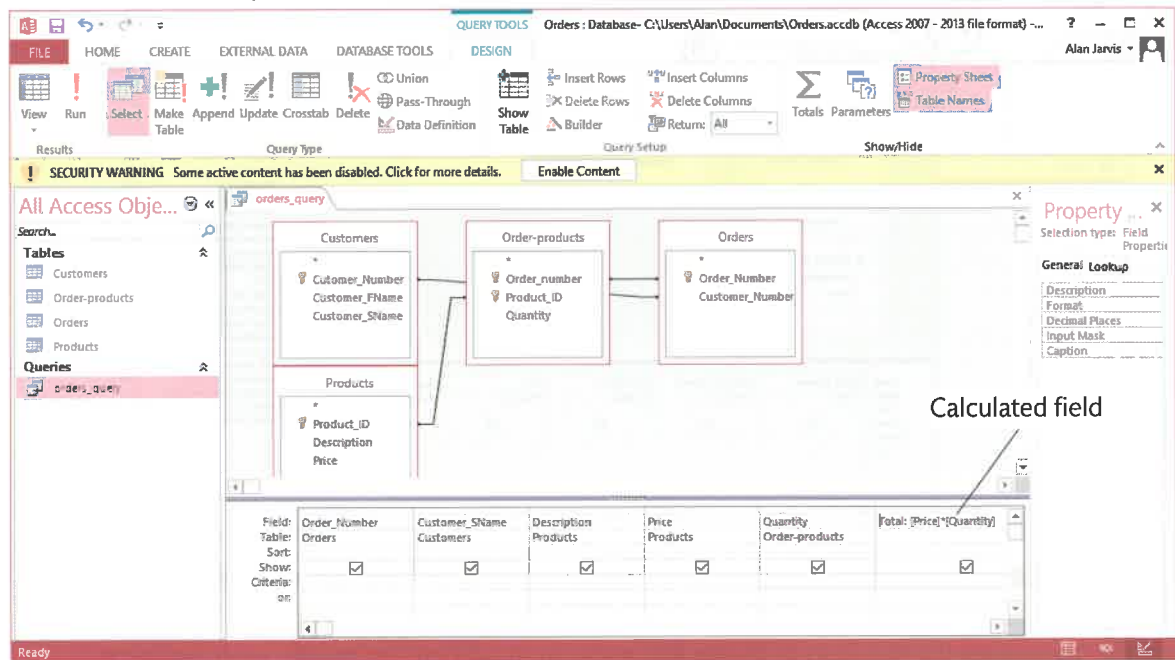 QUERY TOOLS Orders : Database- C:\Users\Alan\Documents\Orders.accdb (Access 2007 - 2013 file format) -... ?
FILE HOME CREATE EXTERNAL DATA DATABASE TOOLS DESIGN Alan Jarvis
View Run Select Make Table Append Update Crosstab Delete
Union
Pass-Through
Data Definition
Show Table
Insert Rows
Delete Rows
Builder
Insert Columns
Delete Columns
Return: All
Totals Parameters
Property Sheet
Table Names
Results Query Type Query Setup Show/Hide
! SECURITY WARNING Some active content has been disabled. Click for more details. Enable Content
All Access Obje... «
Search...
Tables
Customers
Order-products
Orders
Products
Queries
orders_query
orders_query
Customers
*
Cutomer_Number
Customer_FName
Customer_SName
Order-products
*
Order_number
Product_ID
Quantity
Orders
*
Order_Number
Customer_Number
Products
*
Product_ID
Description
Price
Property ...
Selection type: Field Propertie
General Lookup
Description
Format
Decimal Places
Input Mask
Caption
Calculated field
Field: Order_Number Customer_SName Description Price Quantity Total: [Price]*[Quantity]
Table: Orders Customers Products Products Order-products
Sort:
Show:
Criteria:
or:
Ready
SQL